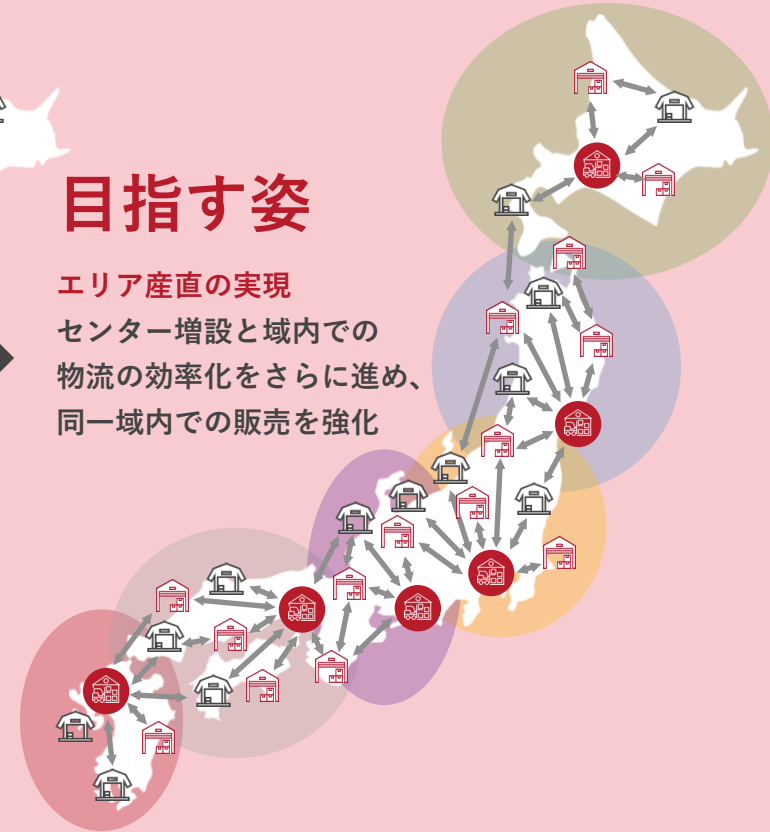 目指す姿
エリア産直の実現
センター増設と域内での
物流の効率化をさらに進め、
同一域内での販売を強化